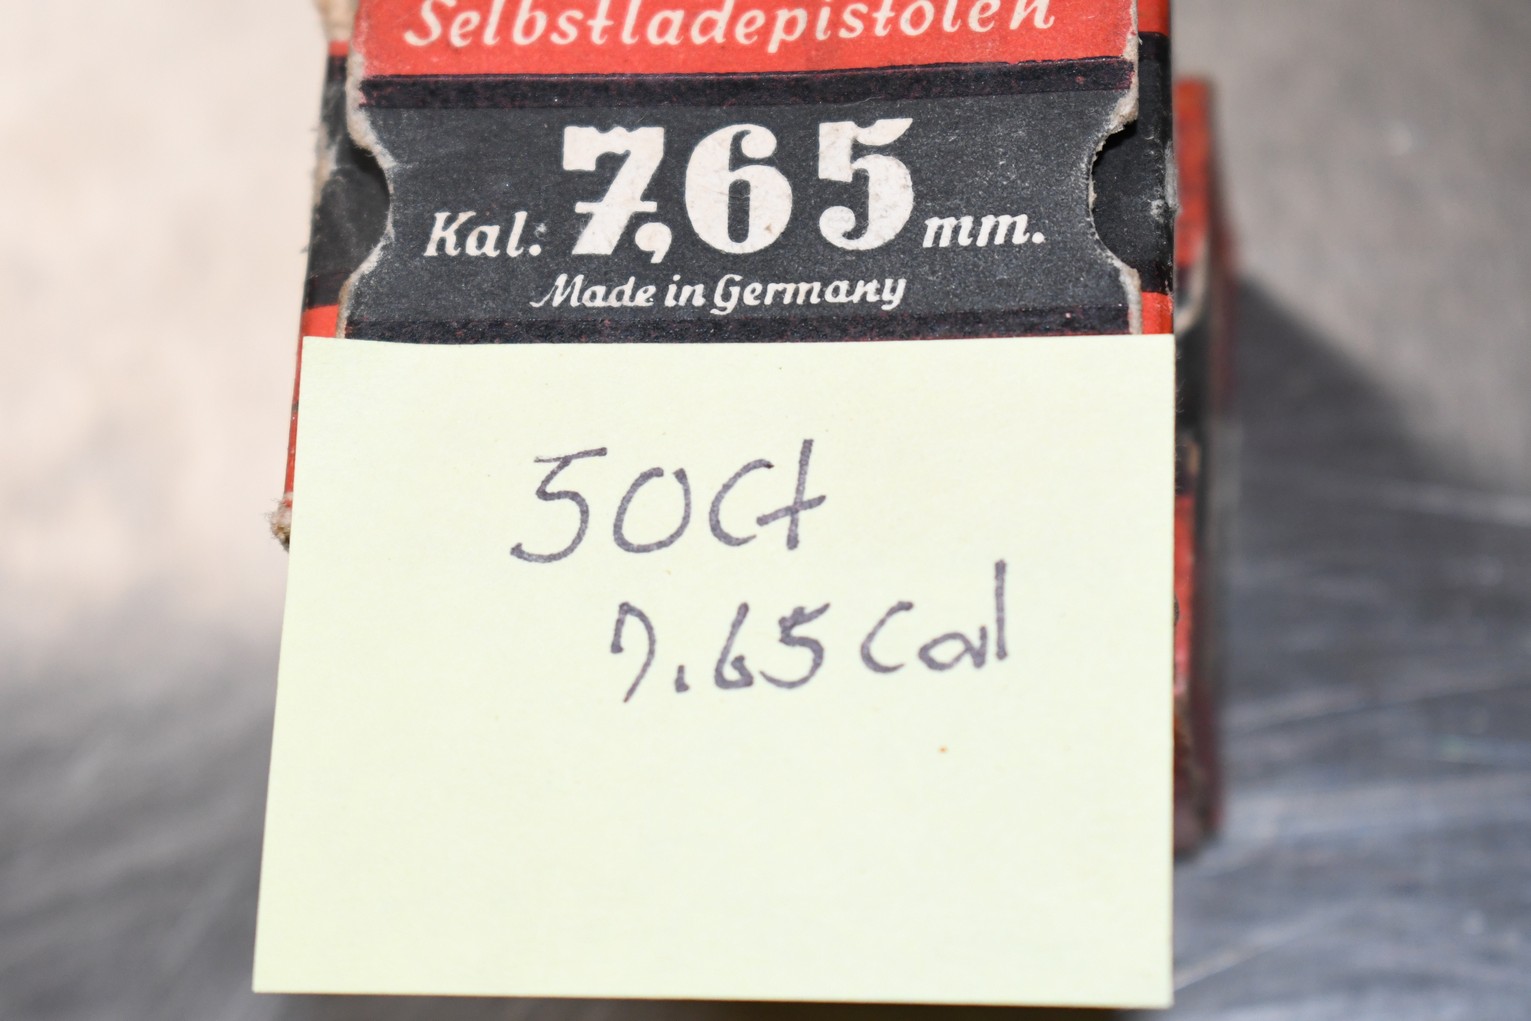 Selbstladepistolen
Kal: 7,65 mm.
Made in Germany
50Ct
7.65 Cal